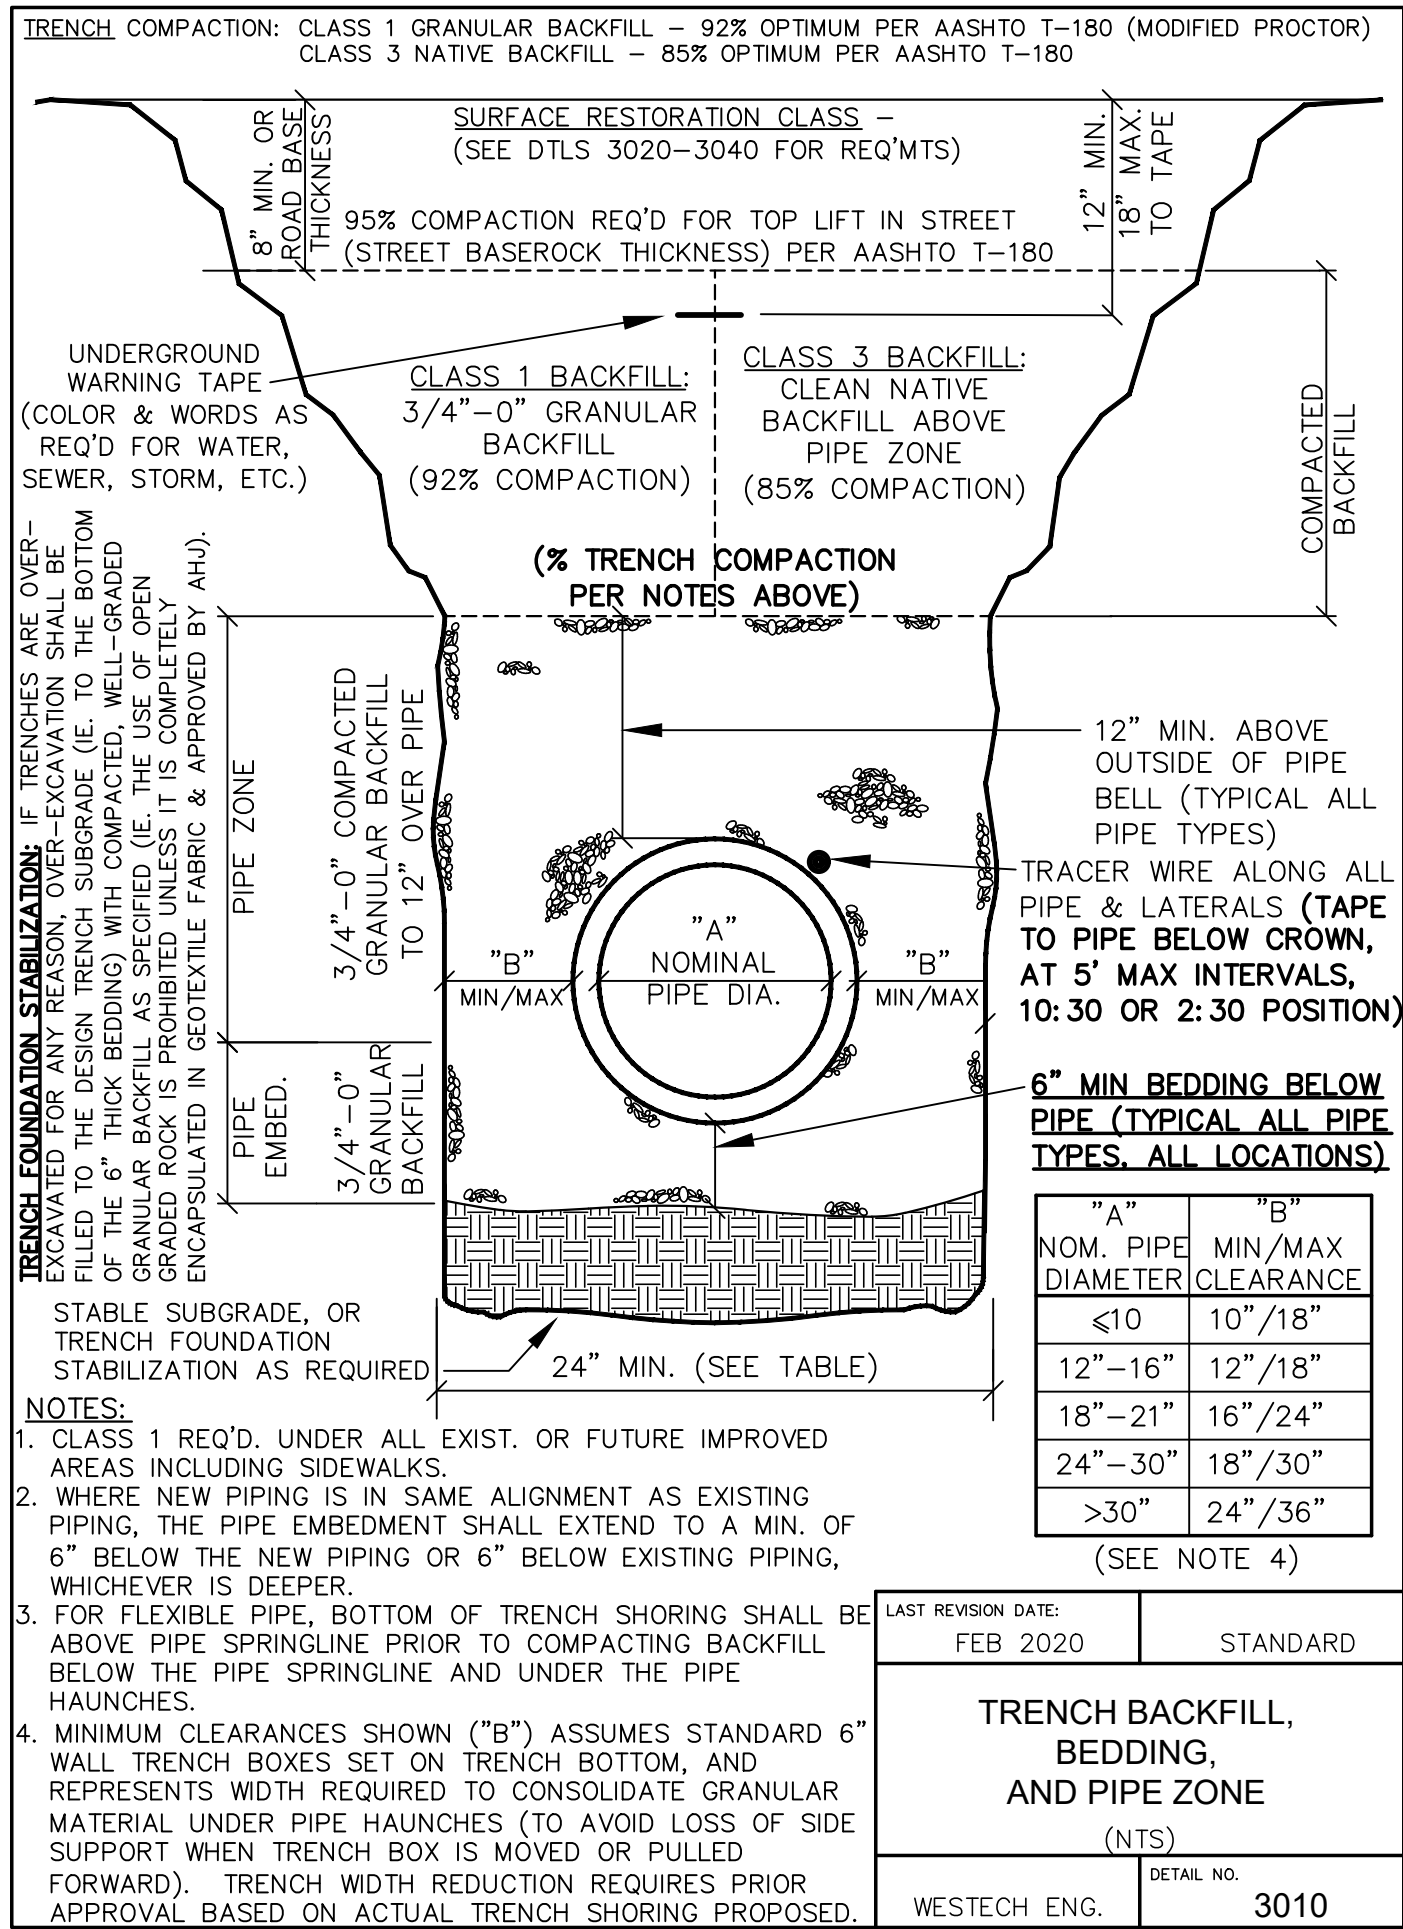 TRENCH COMPACTION: CLASS 1 GRANULAR BACKFILL – 92% OPTIMUM PER AASHTO T–180 (MODIFIED PROCTOR)
CLASS 3 NATIVE BACKFILL – 85% OPTIMUM PER AASHTO T–180
8" MIN. OR
ROAD BASE
THICKNESS
SURFACE RESTORATION CLASS –
(SEE DTLS 3020–3040 FOR REQ'MTS)
12" MIN.
18" MAX.
TO TAPE
95% COMPACTION REQ'D FOR TOP LIFT IN STREET
(STREET BASEROCK THICKNESS) PER AASHTO T–180
UNDERGROUND
WARNING TAPE
(COLOR & WORDS AS
REQ'D FOR WATER,
SEWER, STORM, ETC.)
CLASS 1 BACKFILL:
3/4"–0" GRANULAR
BACKFILL
(92% COMPACTION)
CLASS 3 BACKFILL:
CLEAN NATIVE
BACKFILL ABOVE
PIPE ZONE
(85% COMPACTION)
COMPACTED
BACKFILL
(% TRENCH COMPACTION
PER NOTES ABOVE)
TRENCH FOUNDATION STABILIZATION: IF TRENCHES ARE OVER–
EXCAVATED FOR ANY REASON, OVER–EXCAVATION SHALL BE
FILLED TO THE DESIGN TRENCH SUBGRADE (IE. TO THE BOTTOM
OF THE 6" THICK BEDDING) WITH COMPACTED, WELL–GRADED
GRANULAR BACKFILL AS SPECIFIED (IE. THE USE OF OPEN
GRADED ROCK IS PROHIBITED UNLESS IT IS COMPLETELY
ENCAPSULATED IN GEOTEXTILE FABRIC & APPROVED BY AHJ).
PIPE ZONE
3/4"–0" COMPACTED
GRANULAR BACKFILL
TO 12" OVER PIPE
PIPE
EMBED.
3/4"–0"
GRANULAR
BACKFILL
12" MIN. ABOVE
OUTSIDE OF PIPE
BELL (TYPICAL ALL
PIPE TYPES)
TRACER WIRE ALONG ALL
PIPE & LATERALS (TAPE
TO PIPE BELOW CROWN,
AT 5' MAX INTERVALS,
10:30 OR 2:30 POSITION)
"B"
MIN/MAX
"A"
NOMINAL
PIPE DIA.
"B"
MIN/MAX
6" MIN BEDDING BELOW
PIPE (TYPICAL ALL PIPE
TYPES, ALL LOCATIONS)
"A" "B"
NOM. PIPE MIN/MAX
DIAMETER CLEARANCE
⩽10 10"/18"
12"–16" 12"/18"
18"–21" 16"/24"
24"–30" 18"/30"
>30" 24"/36"
(SEE NOTE 4)
STABLE SUBGRADE, OR
TRENCH FOUNDATION
STABILIZATION AS REQUIRED
24" MIN. (SEE TABLE)
NOTES:
1. CLASS 1 REQ'D. UNDER ALL EXIST. OR FUTURE IMPROVED
AREAS INCLUDING SIDEWALKS.
2. WHERE NEW PIPING IS IN SAME ALIGNMENT AS EXISTING
PIPING, THE PIPE EMBEDMENT SHALL EXTEND TO A MIN. OF
6" BELOW THE NEW PIPING OR 6" BELOW EXISTING PIPING,
WHICHEVER IS DEEPER.
3. FOR FLEXIBLE PIPE, BOTTOM OF TRENCH SHORING SHALL BE
ABOVE PIPE SPRINGLINE PRIOR TO COMPACTING BACKFILL
BELOW THE PIPE SPRINGLINE AND UNDER THE PIPE
HAUNCHES.
4. MINIMUM CLEARANCES SHOWN ("B") ASSUMES STANDARD 6"
WALL TRENCH BOXES SET ON TRENCH BOTTOM, AND
REPRESENTS WIDTH REQUIRED TO CONSOLIDATE GRANULAR
MATERIAL UNDER PIPE HAUNCHES (TO AVOID LOSS OF SIDE
SUPPORT WHEN TRENCH BOX IS MOVED OR PULLED
FORWARD). TRENCH WIDTH REDUCTION REQUIRES PRIOR
APPROVAL BASED ON ACTUAL TRENCH SHORING PROPOSED.
LAST REVISION DATE:
FEB 2020
STANDARD
TRENCH BACKFILL,
BEDDING,
AND PIPE ZONE
(NTS)
WESTECH ENG.
DETAIL NO.
3010